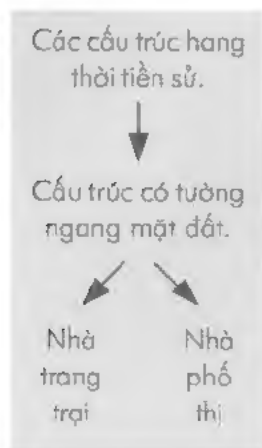 Các cấu trúc hang
thời tiền sử.
Cấu trúc có tường
ngang mặt đất.
Nhà
trang
trại
Nhà
phố
thị